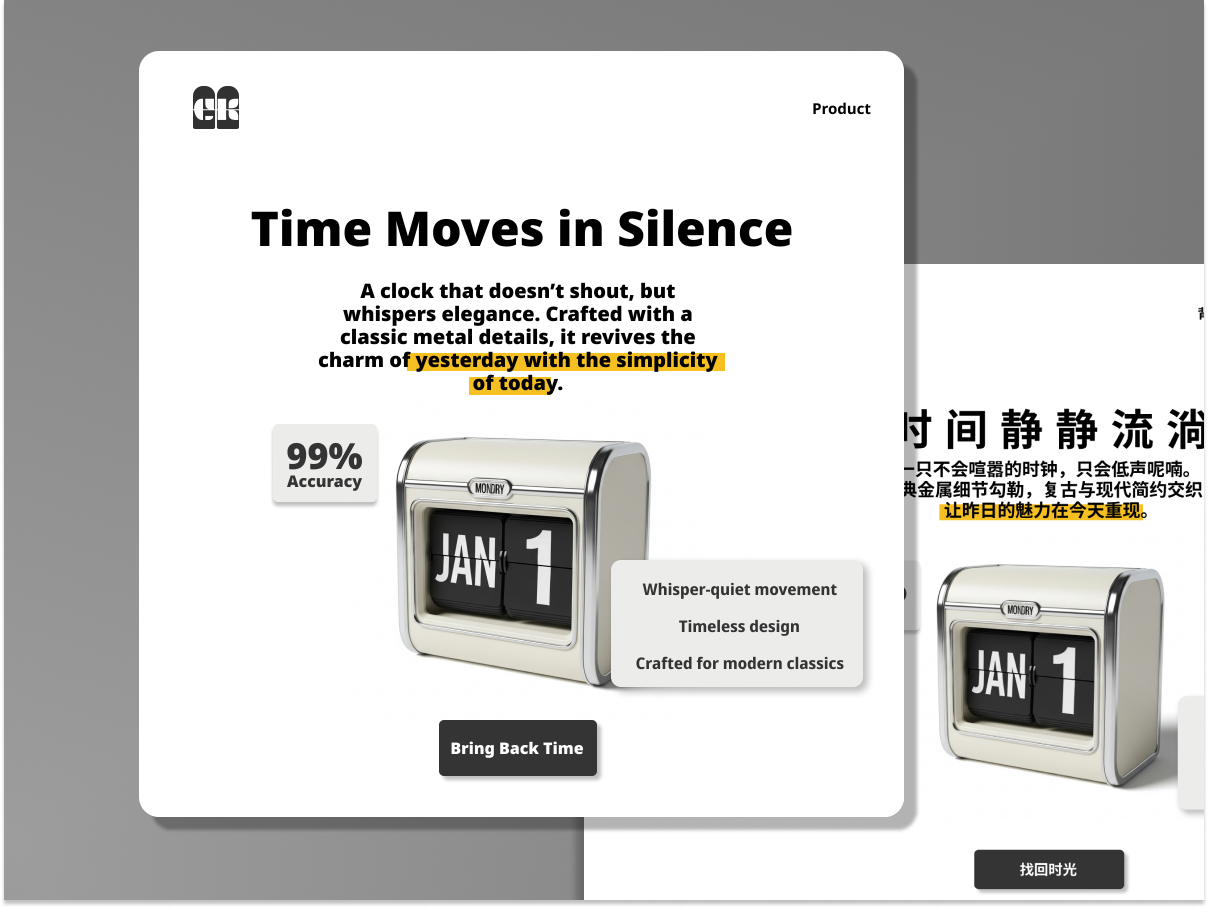 Product
Time Moves in Silence
A clock that doesn’t shout, but
whispers elegance. Crafted with a
classic metal details, it revives the
charm of yesterday with the simplicity
of today.
99%
Accuracy
MONDRY
JAN 1
Whisper-quiet movement
Timeless design
Crafted for modern classics
Bring Back Time
时间静静流淌
一只不会喧嚣的时钟，只会低声呢喃。
典金属细节勾勒，复古与现代简约交织
让昨日的魅力在今天重现。
MONDRY
JAN 1
找回时光